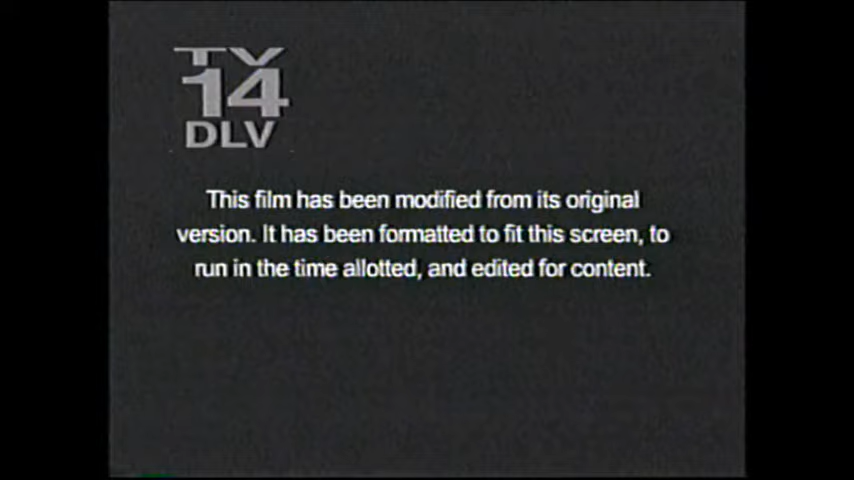 TV
14
DLV
This film has been modified from its original
version. It has been formatted to fit this screen, to
run in the time allotted, and edited for content.